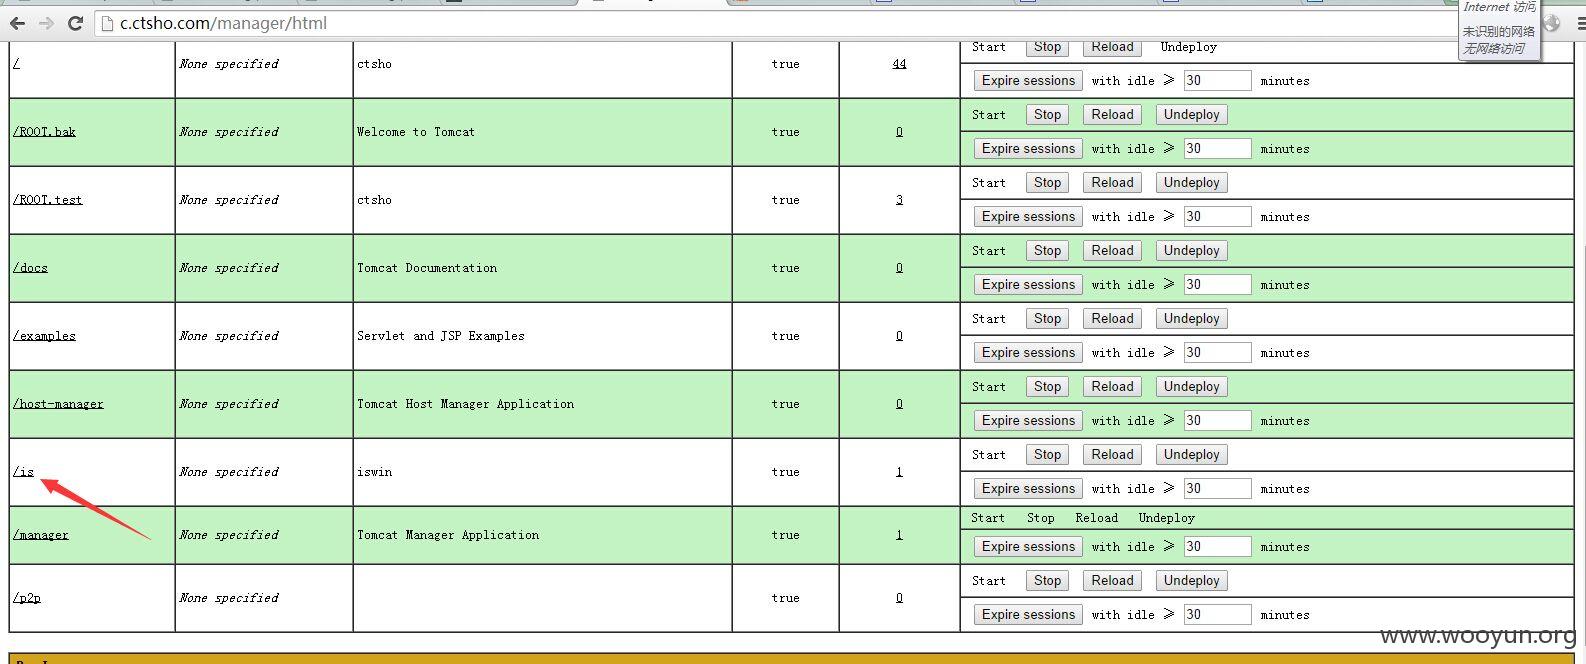 Internet 访问
c.ctsho.com/manager/html
未识别的网络
无网络访问
/ None specified ctsho true 44 Start Stop Reload Undeploy
Expire sessions with idle ≥ 30 minutes
/ROOT.bak None specified Welcome to Tomcat true 0 Start Stop Reload Undeploy
Expire sessions with idle ≥ 30 minutes
/ROOT.test None specified ctsho true 3 Start Stop Reload Undeploy
Expire sessions with idle ≥ 30 minutes
/docs None specified Tomcat Documentation true 0 Start Stop Reload Undeploy
Expire sessions with idle ≥ 30 minutes
/examples None specified Servlet and JSP Examples true 0 Start Stop Reload Undeploy
Expire sessions with idle ≥ 30 minutes
/host-manager None specified Tomcat Host Manager Application true 0 Start Stop Reload Undeploy
Expire sessions with idle ≥ 30 minutes
/is None specified iswin true 1 Start Stop Reload Undeploy
Expire sessions with idle ≥ 30 minutes
/manager None specified Tomcat Manager Application true 1 Start Stop Reload Undeploy
Expire sessions with idle ≥ 30 minutes
/p2p None specified true 0 Start Stop Reload Undeploy
Expire sessions with idle ≥ 30 minutes
www.wooyun.org